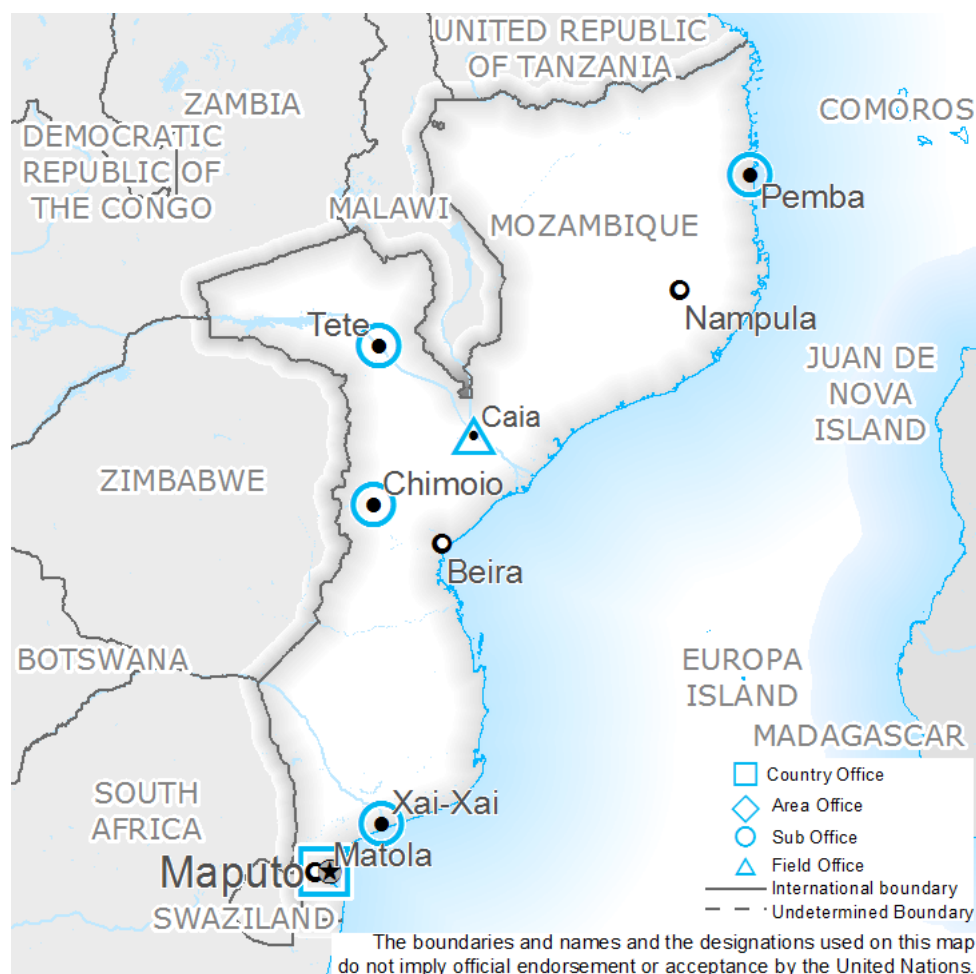 UNITED REPUBLIC
OF TANZANIA
ZAMBIA
COMOROS
DEMOCRATIC
REPUBLIC OF
THE CONGO
MALAWI
Pemba
MOZAMBIQUE
Tete
Nampula
JUAN DE
NOVA
ISLAND
Caia
ZIMBABWE
Chimoio
Beira
BOTSWANA
EUROPA
ISLAND
MADAGASCAR
Country Office
SOUTH
AFRICA
Xai-Xai
Area Office
Sub Office
Matola
Field Office
Maputo
International boundary
SWAZILAND
Undetermined Boundary
The boundaries and names and the designations used on this map
do not imply official endorsement or acceptance by the United Nations.